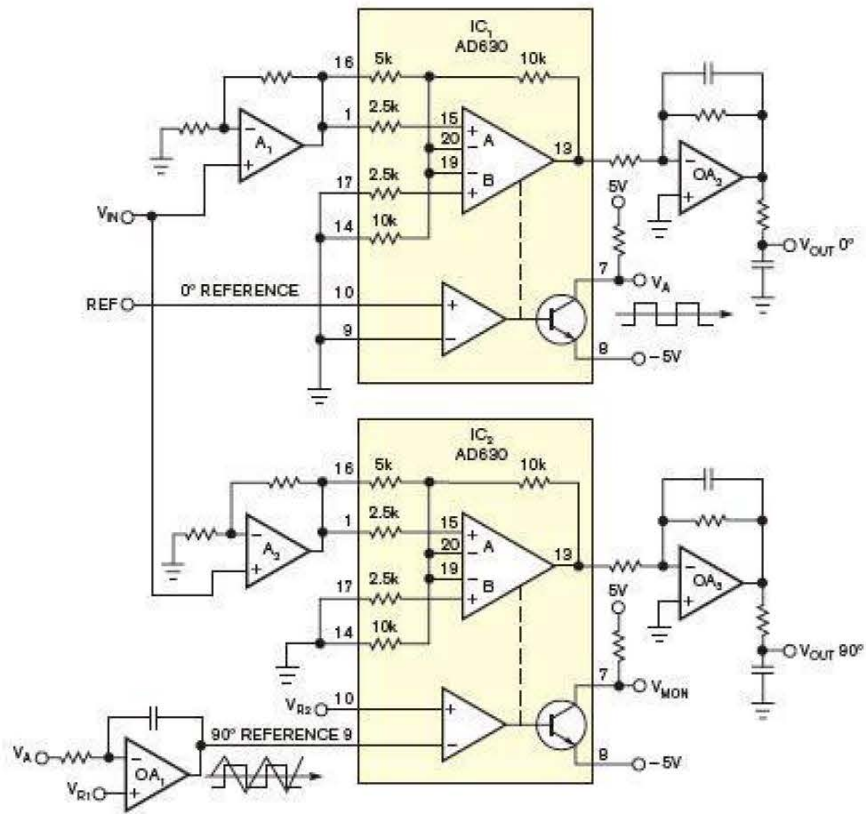 IC1
AD630
16
5k
10k
1
2.5k
15
+
A
20
−
19
−
B
+
13
A1
−
+
17
2.5k
14
10k
VIN
5V
OA2
−
+
VOUT 0°
REF
0° REFERENCE
10
+
9
−
7
VA
8
−5V
IC2
AD630
16
5k
10k
1
2.5k
15
+
A
20
−
19
−
B
+
13
A2
−
+
17
2.5k
14
10k
5V
OA3
−
+
VOUT 90°
VR2
10
+
90° REFERENCE 9
−
7
VMON
8
−5V
VA
−
OA1
VR1
+